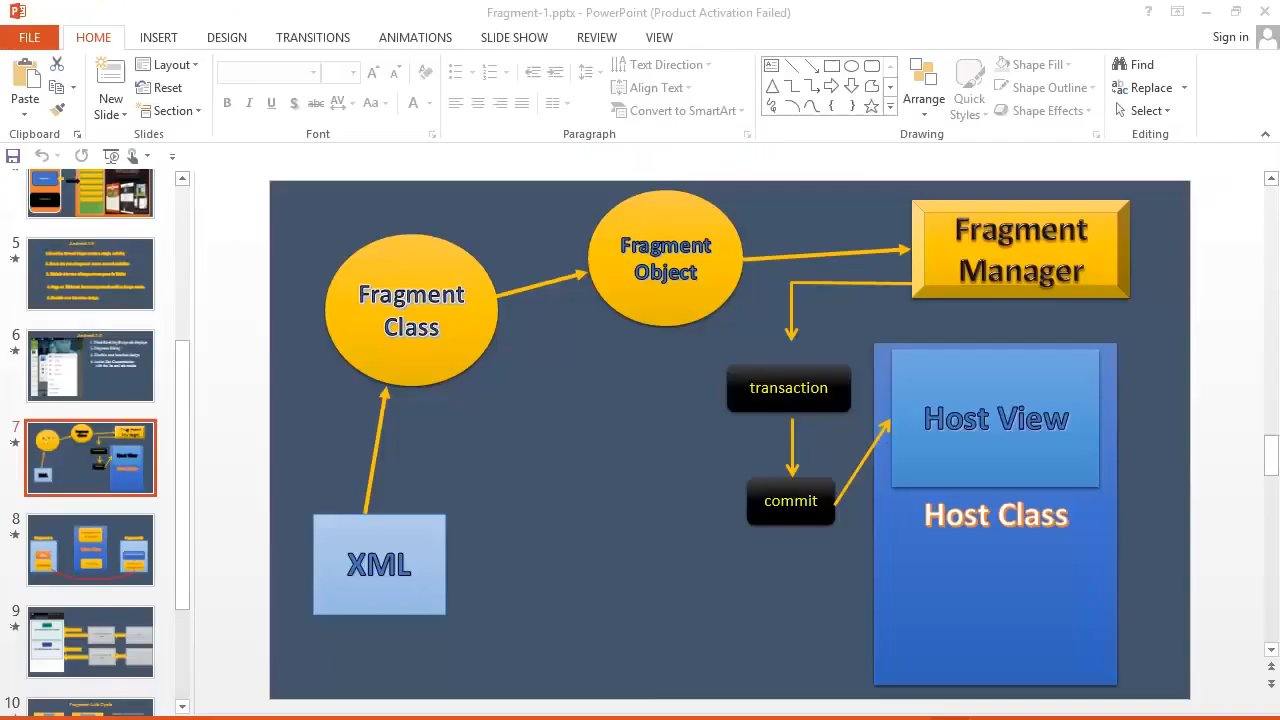 Fragment-1.pptx - PowerPoint (Product Activation Failed)
FILE HOME INSERT DESIGN TRANSITIONS ANIMATIONS SLIDE SHOW REVIEW VIEW Sign in
Paste
New Slide
Layout
Reset
Section
B I U S abc AV Aa A
Text Direction
Align Text
Convert to SmartArt
Arrange
Quick Styles
Shape Fill
Shape Outline
Shape Effects
Find
Replace
Select
Clipboard Slides Font Paragraph Drawing Editing
5
6
7
8
9
10
Fragment
Class
Fragment
Object
Fragment
Manager
transaction
commit
Host View
Host Class
XML